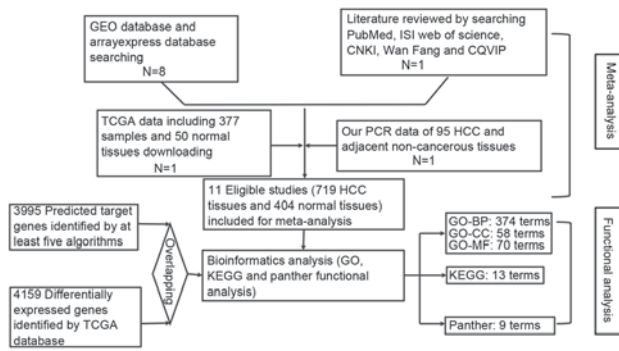 GEO database and
arrayexpress database
searching
N=8
Literature reviewed by searching
PubMed, ISI web of science,
CNKI, Wan Fang and CQVIP
N=1
Meta-analysis
TCGA data including 377
samples and 50 normal
tissues downloading
N=1
Our PCR data of 95 HCC and
adjacent non-cancerous tissues
N=1
11 Eligible studies (719 HCC
tissues and 404 normal tissues)
included for meta-analysis
3995 Predicted target
genes identified by at
least five algorithms
Overlapping
4159 Differentially
expressed genes
identified by TCGA
database
Bioinformatics analysis (GO,
KEGG and panther functional
analysis)
GO-BP: 374 terms
GO-CC: 58 terms
GO-MF: 70 terms
KEGG: 13 terms
Panther: 9 terms
Functional analysis